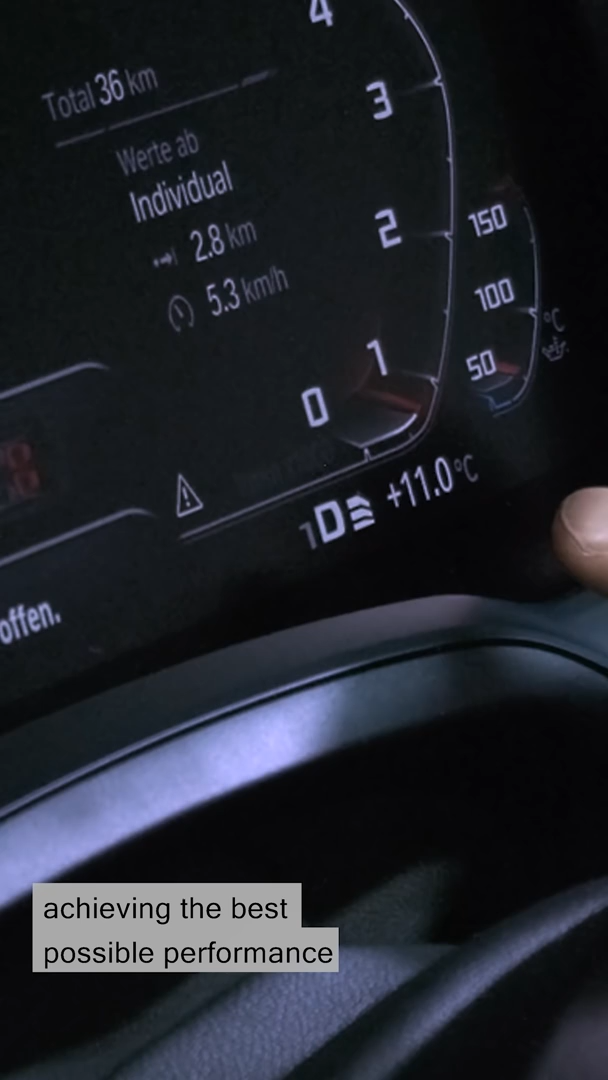 4
Total 36 km
3
Werte ab
Individual
2.8 km
5.3 km/h
2
150
100
°C
1
50
0
1D +11.0 °C
offen.
achieving the best
possible performance